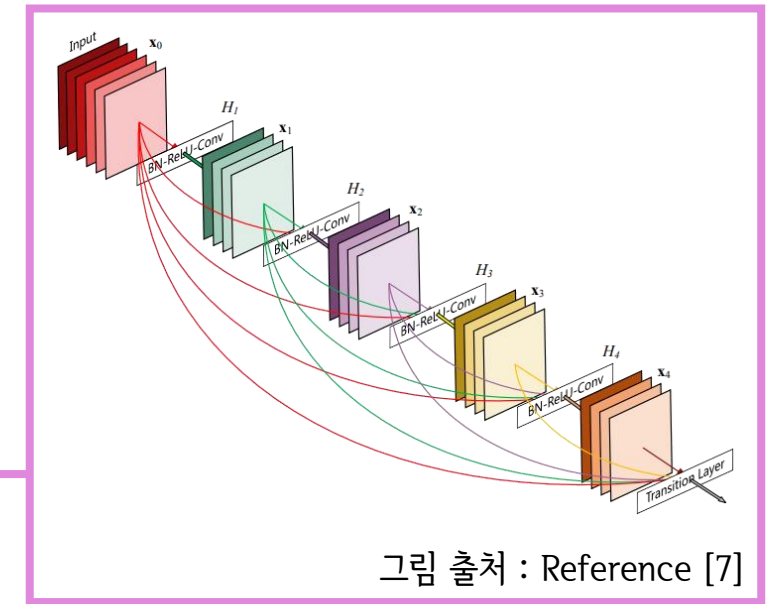 Input
x0
H1
BN-ReLU-Conv
x1
H2
BN-ReLU-Conv
x2
H3
BN-ReLU-Conv
x3
H4
BN-ReLU-Conv
x4
Transition Layer
그림 출처 : Reference [7]